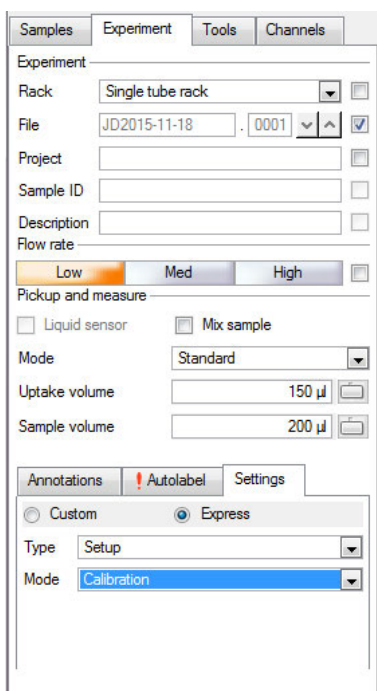 Samples Experiment Tools Channels
Experiment
Rack Single tube rack
File JD2015-11-18 . 0001
Project
Sample ID
Description
Flow rate
Low Med High
Pickup and measure
Liquid sensor Mix sample
Mode Standard
Uptake volume 150 µl
Sample volume 200 µl
Annotations ! Autolabel Settings
Custom Express
Type Setup
Mode Calibration